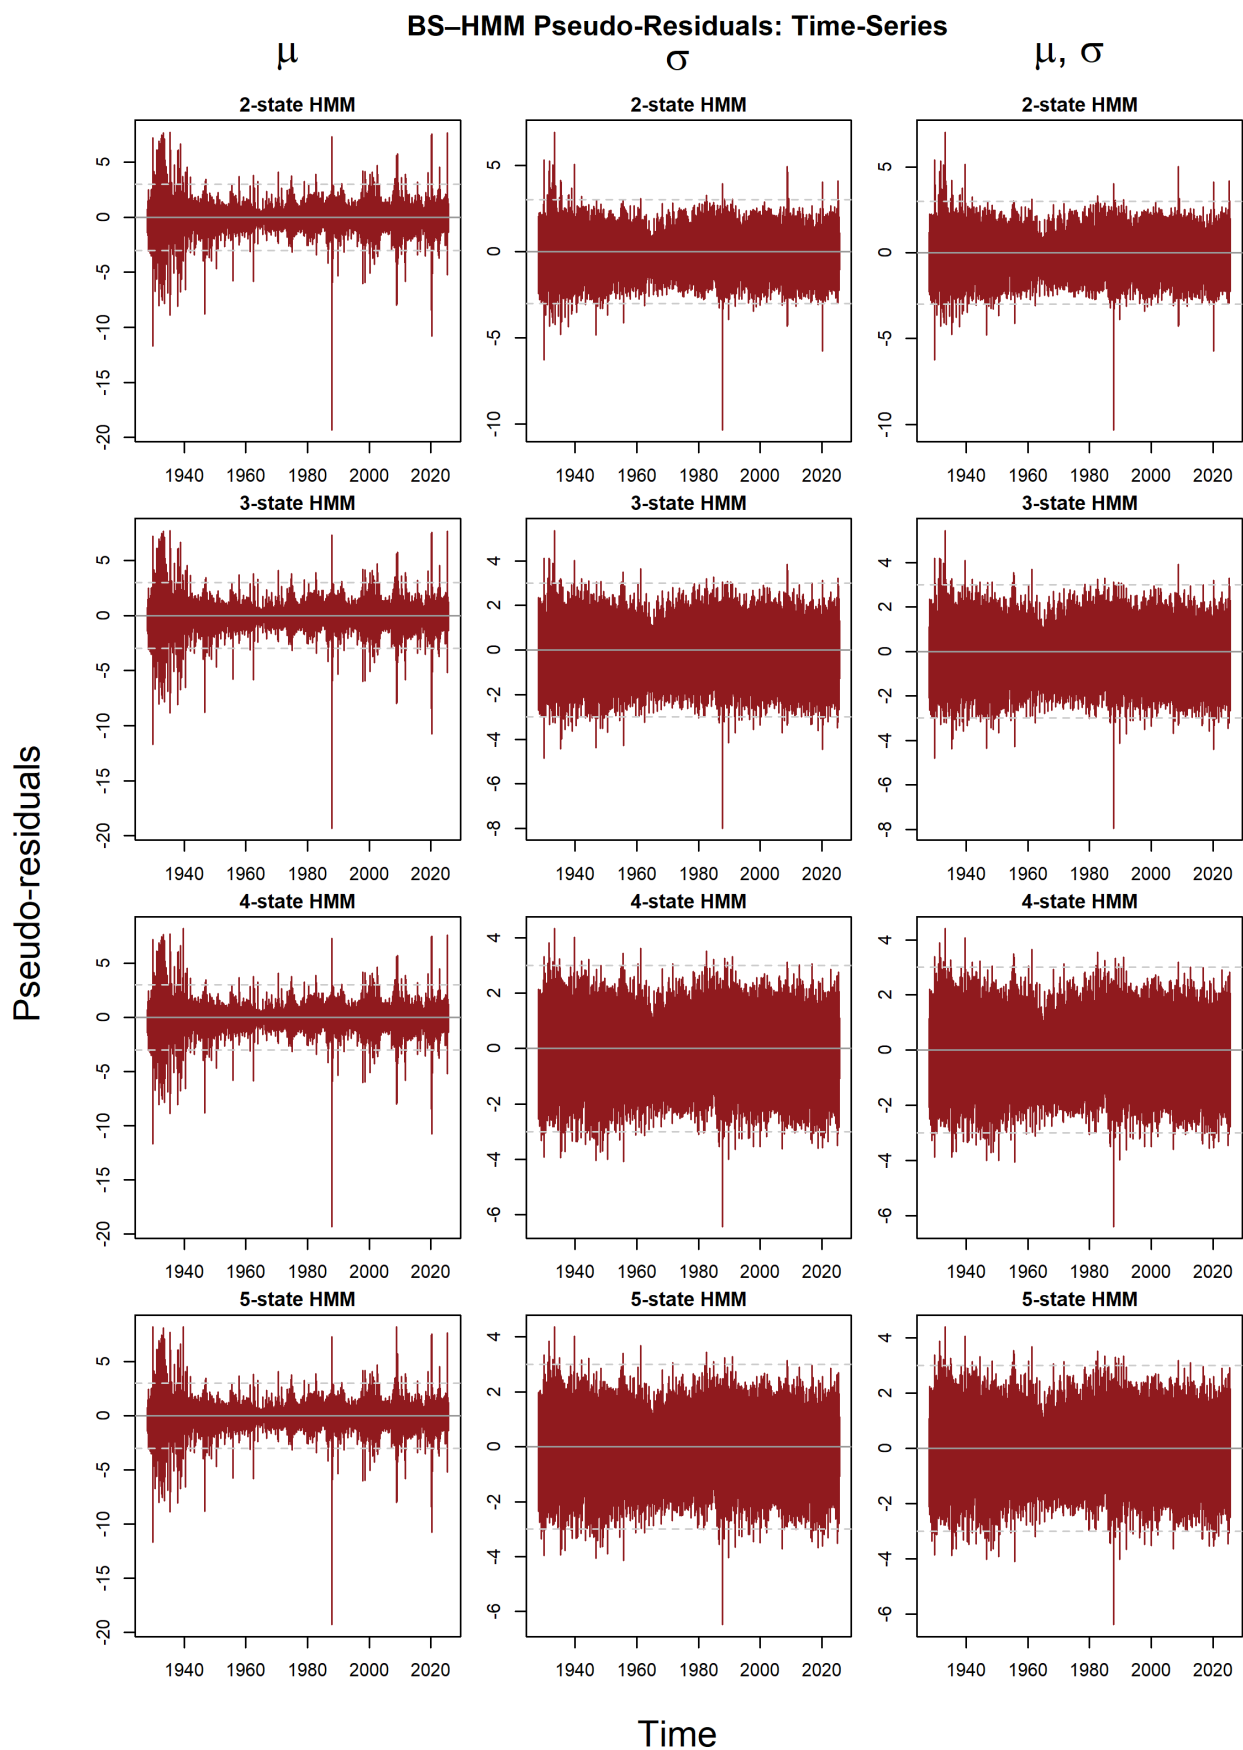 BS–HMM Pseudo-Residuals: Time-Series
μ σ μ, σ
2-state HMM 2-state HMM 2-state HMM
5 0 -5 -10 -15 -20
5 0 -5 -10
5 0 -5 -10
1940 1960 1980 2000 2020 1940 1960 1980 2000 2020 1940 1960 1980 2000 2020
3-state HMM 3-state HMM 3-state HMM
5 0 -5 -10 -15 -20
4 2 0 -2 -4 -6 -8
4 2 0 -2 -4 -6 -8
1940 1960 1980 2000 2020 1940 1960 1980 2000 2020 1940 1960 1980 2000 2020
Pseudo-residuals
4-state HMM 4-state HMM 4-state HMM
5 0 -5 -10 -15 -20
4 2 0 -2 -4 -6
4 2 0 -2 -4 -6
1940 1960 1980 2000 2020 1940 1960 1980 2000 2020 1940 1960 1980 2000 2020
5-state HMM 5-state HMM 5-state HMM
5 0 -5 -10 -15 -20
4 2 0 -2 -4 -6
4 2 0 -2 -4 -6
1940 1960 1980 2000 2020 1940 1960 1980 2000 2020 1940 1960 1980 2000 2020
Time